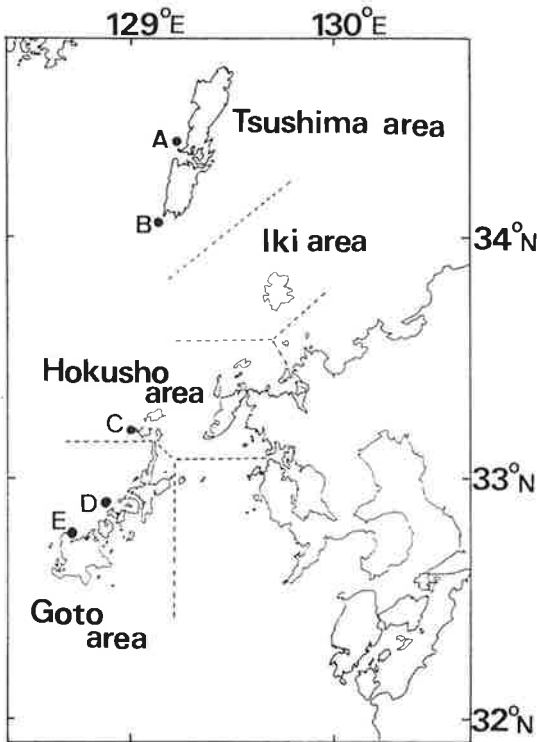 129°E 130°E
A
Tsushima area
B
34°N
Iki area
Hokusho
area
C
33°N
D
E
Goto
area
32°N